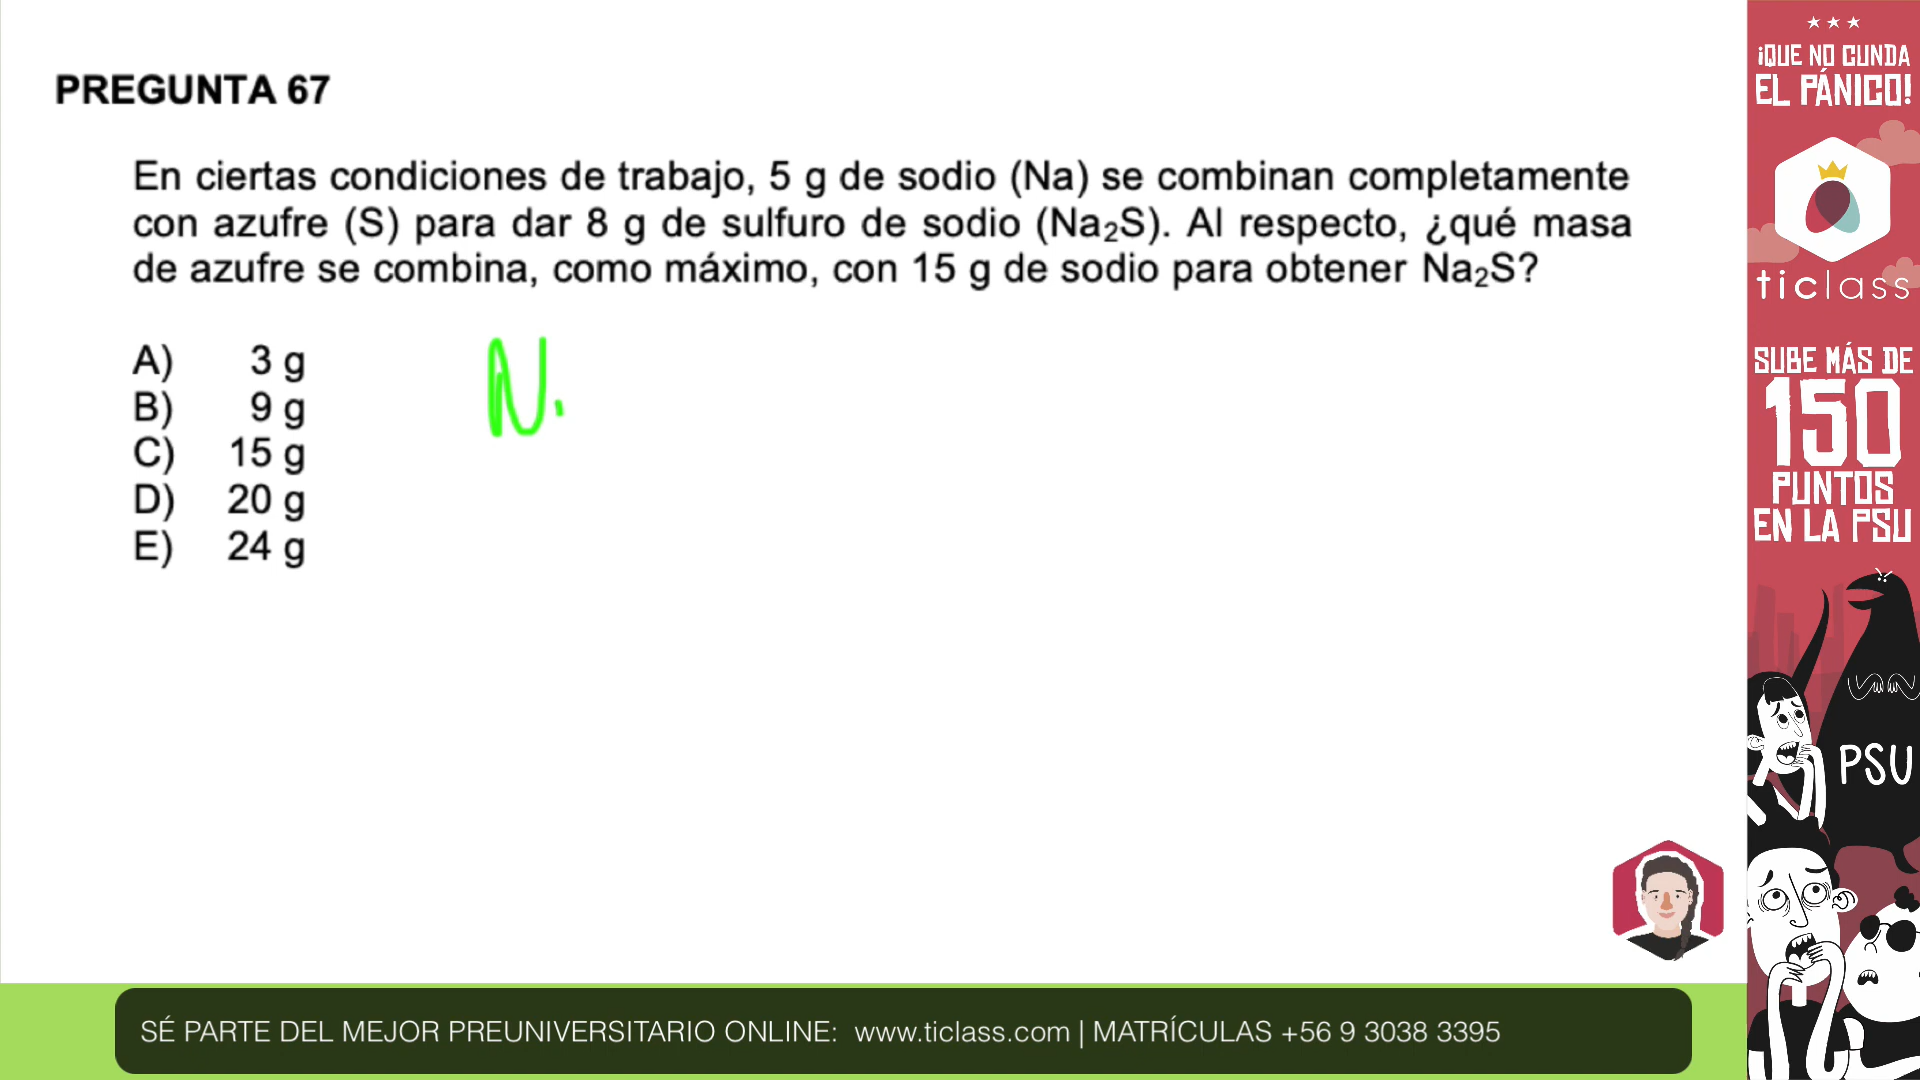 PREGUNTA 67
En ciertas condiciones de trabajo, 5 g de sodio (Na) se combinan completamente
con azufre (S) para dar 8 g de sulfuro de sodio (Na₂S). Al respecto, ¿qué masa
de azufre se combina, como máximo, con 15 g de sodio para obtener Na₂S?
A) 3 g
B) 9 g
C) 15 g
D) 20 g
E) 24 g
N.
¡QUE NO CUNDA
EL PÁNICO!
ticlass
SUBE MÁS DE
150
PUNTOS
EN LA PSU
PSU
SÉ PARTE DEL MEJOR PREUNIVERSITARIO ONLINE: www.ticlass.com | MATRÍCULAS +56 9 3038 3395